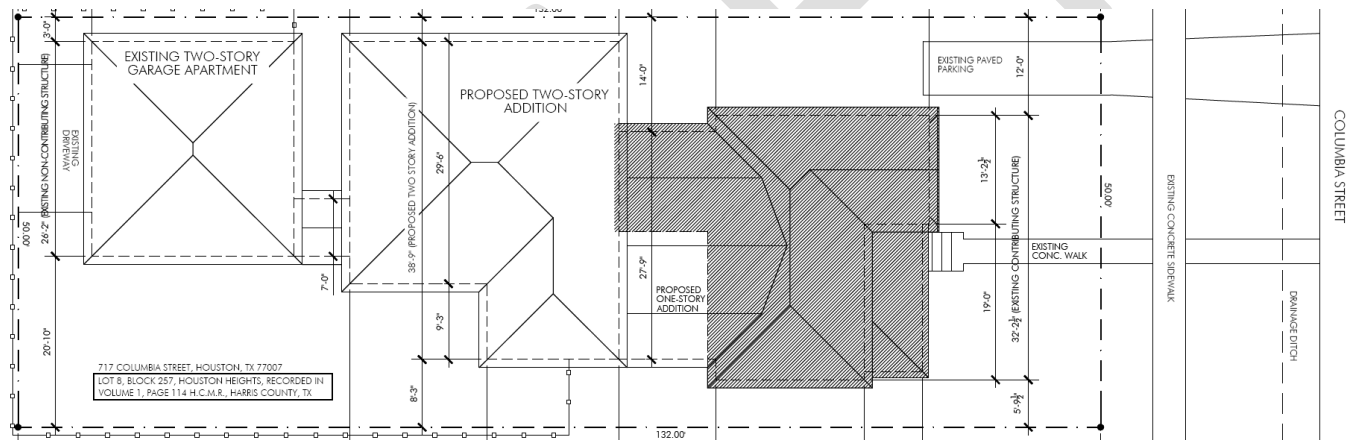 132.00'
3'-0"
EXISTING TWO-STORY
GARAGE APARTMENT
26'-2" (EXISTING NON-CONTRIBUTING STRUCTURE)
EXISTING
DRIVEWAY
50.00'
20'-10"
7'-0"
38'-9" (PROPOSED TWO STORY ADDITION)
29'-6"
9'-3"
8'-3"
PROPOSED TWO-STORY
ADDITION
14'-0"
27'-9"
PROPOSED
ONE-STORY
ADDITION
EXISTING PAVED
PARKING
12'-0"
13'-2½"
19'-0"
32'-2½" (EXISTING CONTRIBUTING STRUCTURE)
5'-9½"
EXISTING
CONC. WALK
50.00'
EXISTING CONCRETE SIDEWALK
DRAINAGE DITCH
COLUMBIA STREET
717 COLUMBIA STREET, HOUSTON, TX 77007
LOT 8, BLOCK 257, HOUSTON HEIGHTS, RECORDED IN
VOLUME 1, PAGE 114 H.C.M.R., HARRIS COUNTY, TX
132.00'